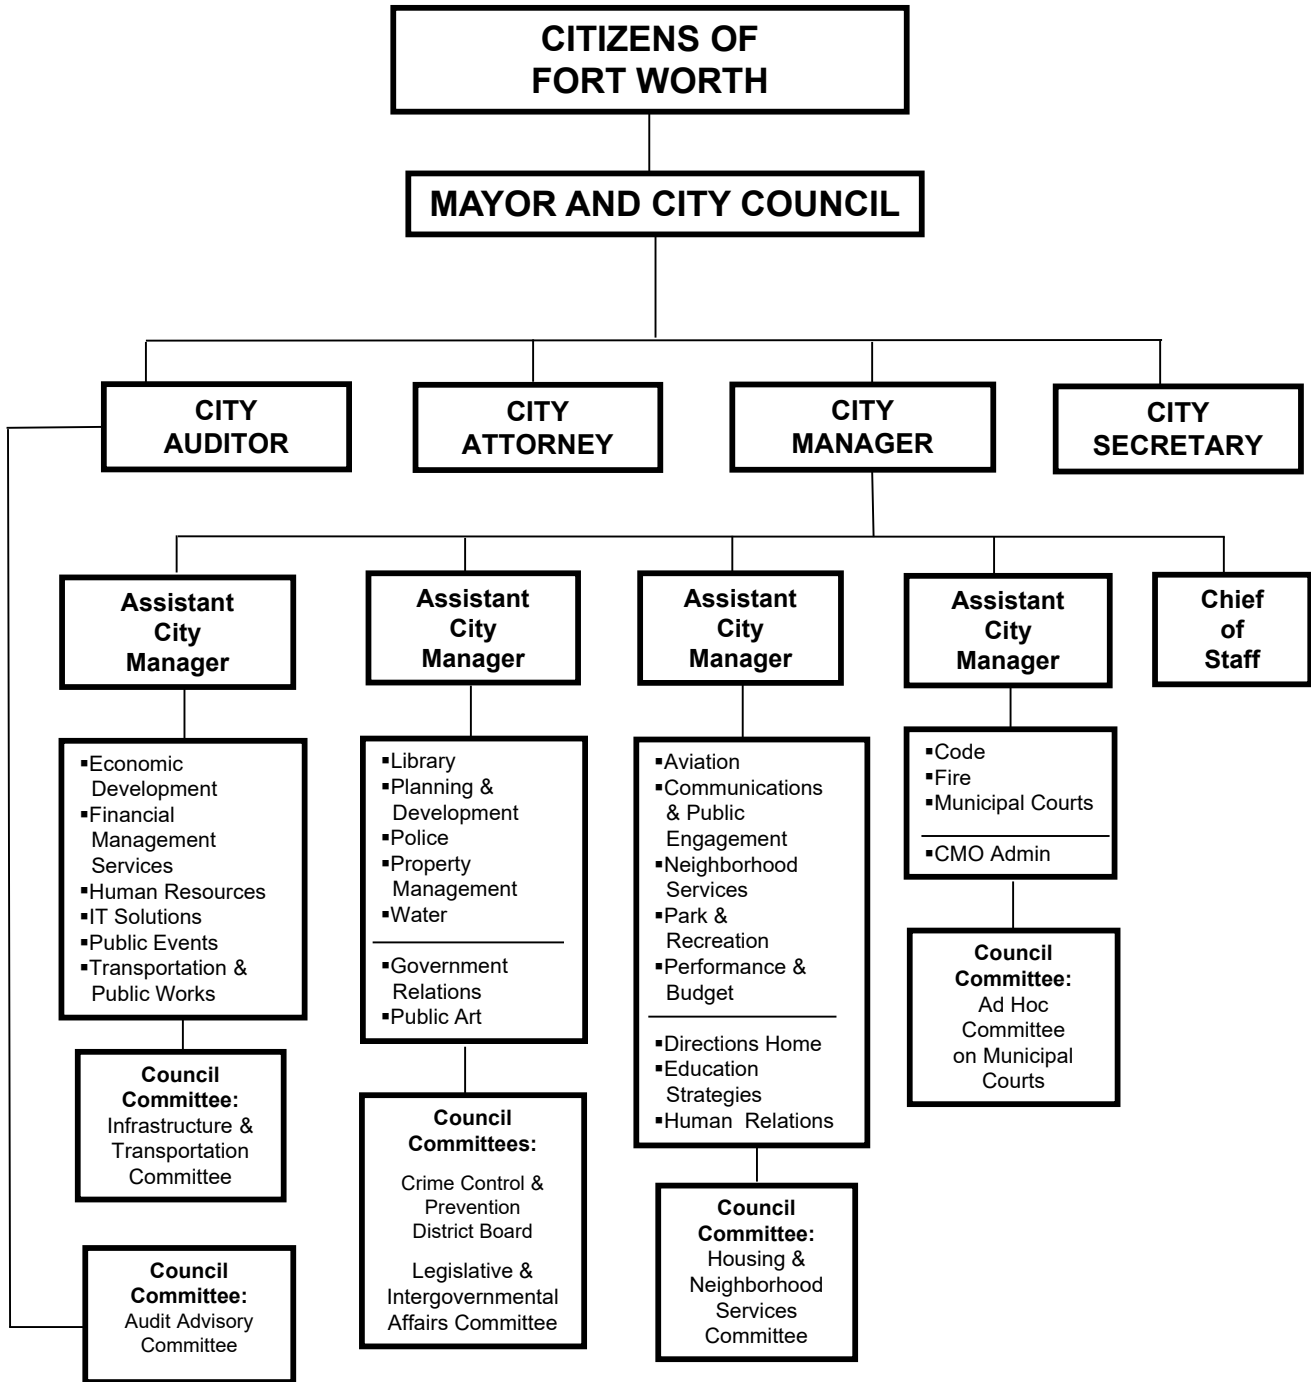 CITIZENS OF
FORT WORTH
MAYOR AND CITY COUNCIL
CITY
AUDITOR
CITY
ATTORNEY
CITY
MANAGER
CITY
SECRETARY
Assistant
City
Manager
Assistant
City
Manager
Assistant
City
Manager
Assistant
City
Manager
Chief
of
Staff
▪Economic
Development
▪Financial
Management
Services
▪Human Resources
▪IT Solutions
▪Public Events
▪Transportation &
Public Works
▪Library
▪Planning &
Development
▪Police
▪Property
Management
▪Water
▪Government
Relations
▪Public Art
▪Aviation
▪Communications
& Public
Engagement
▪Neighborhood
Services
▪Park &
Recreation
▪Performance &
Budget
▪Directions Home
▪Education
Strategies
▪Human Relations
▪Code
▪Fire
▪Municipal Courts
▪CMO Admin
Council
Committee:
Infrastructure &
Transportation
Committee
Council
Committees:
Crime Control &
Prevention
District Board
Legislative &
Intergovernmental
Affairs Committee
Council
Committee:
Housing &
Neighborhood
Services
Committee
Council
Committee:
Ad Hoc
Committee
on Municipal
Courts
Council
Committee:
Audit Advisory
Committee